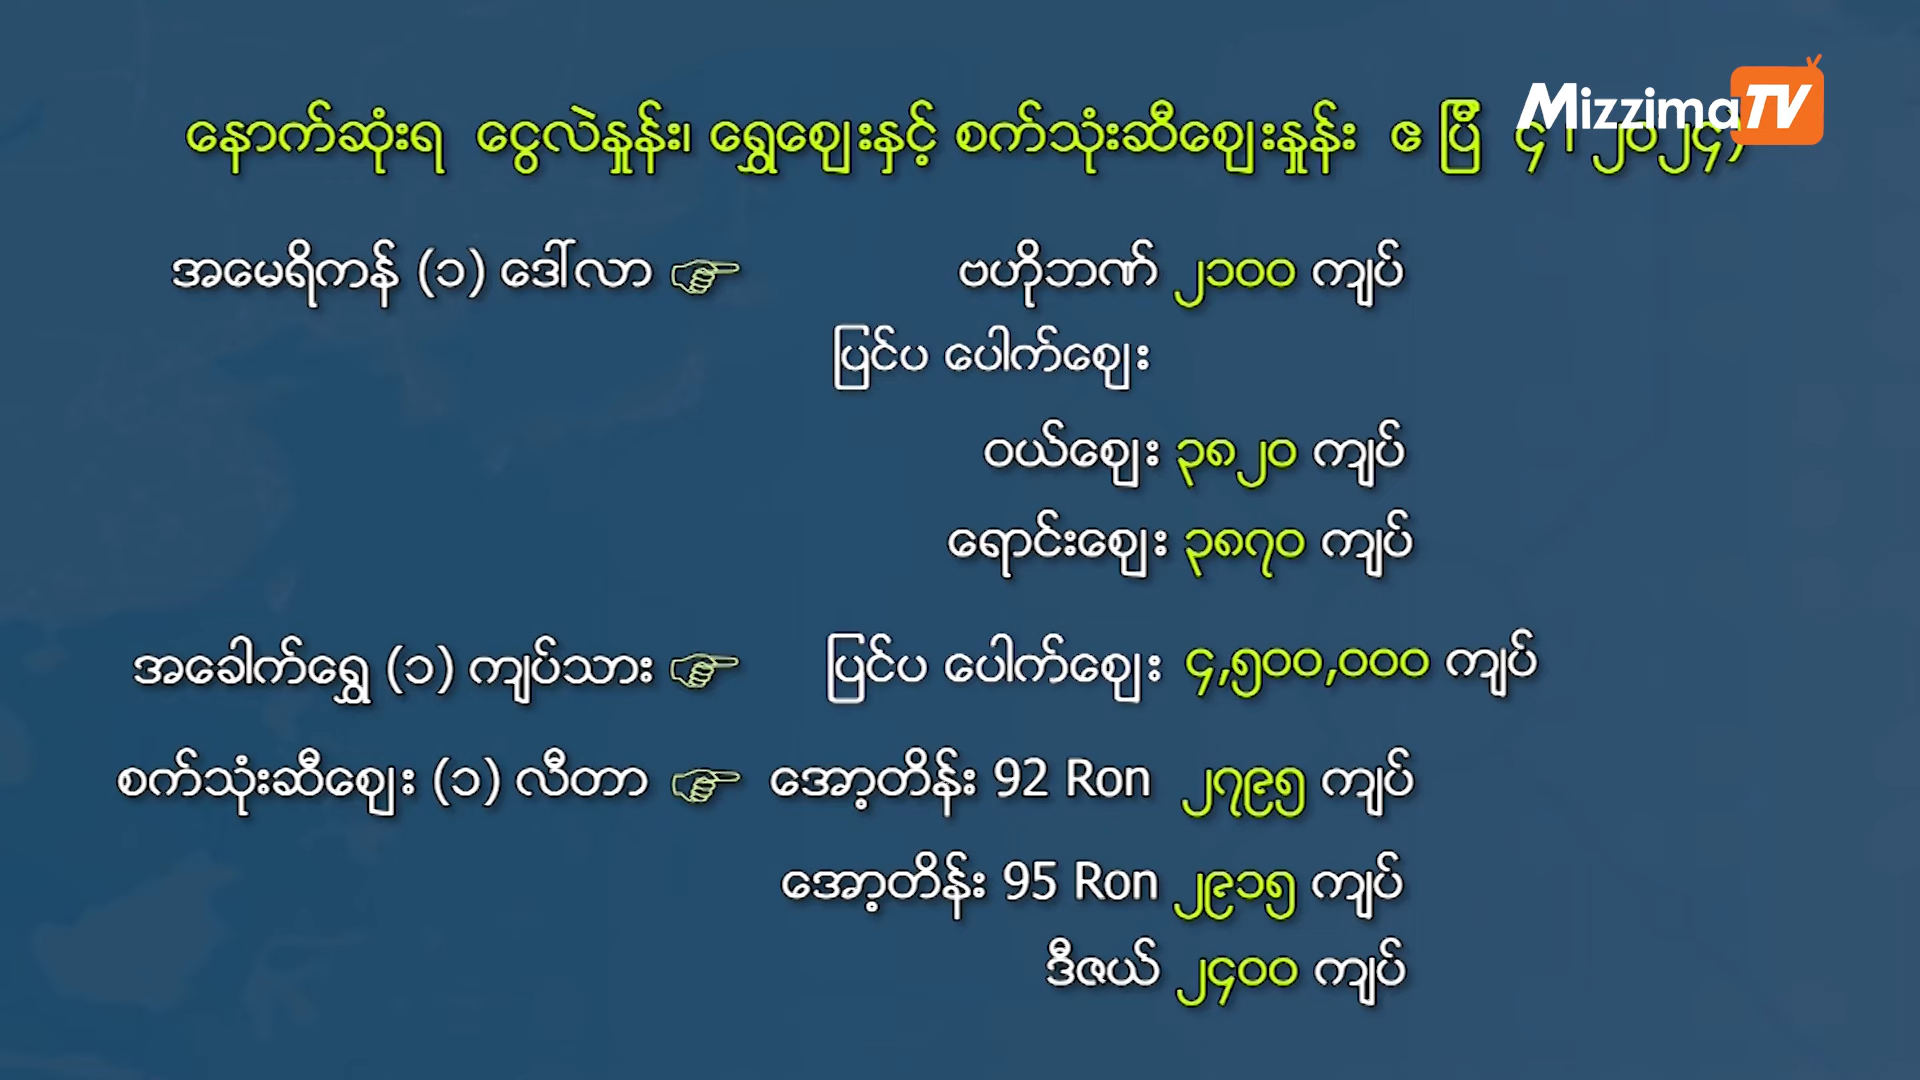 Mizzima TV
နောက်ဆုံးရ ငွေလဲနှုန်း၊ ရွှေဈေးနှင့် စက်သုံးဆီဈေးနှုန်း ဧပြီ ၄၊ ၂၀၂၄)
အမေရိကန် (၁) ဒေါ်လာ ☞ ဗဟိုဘဏ် ၂၁၀၀ ကျပ်
ပြင်ပ ပေါက်ဈေး
ဝယ်ဈေး ၃၈၂၀ ကျပ်
ရောင်းဈေး ၃၈၇၀ ကျပ်
အခေါက်ရွှေ (၁) ကျပ်သား ☞ ပြင်ပ ပေါက်ဈေး ၄,၅၀၀,၀၀၀ ကျပ်
စက်သုံးဆီဈေး (၁) လီတာ ☞ အော့တိန်း 92 Ron ၂၇၉၅ ကျပ်
အော့တိန်း 95 Ron ၂၉၁၅ ကျပ်
ဒီဇယ် ၂၄၀၀ ကျပ်